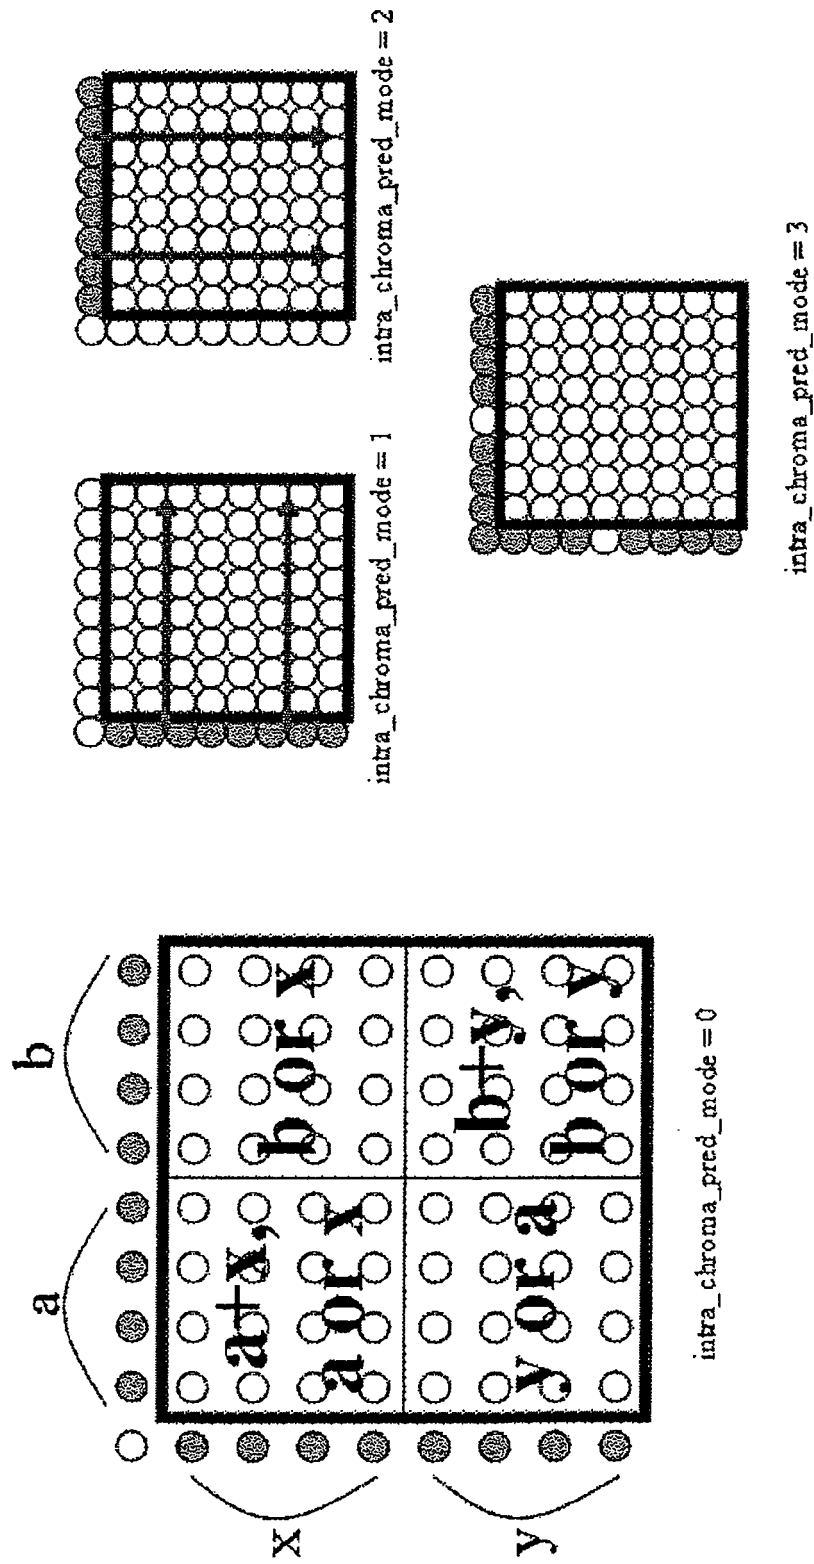 a
b
x
a+x,
a or x
b or x
y
y or a
b+y,
b or y
intra_chroma_pred_mode = 0
intra_chroma_pred_mode = 1
intra_chroma_pred_mode = 2
intra_chroma_pred_mode = 3